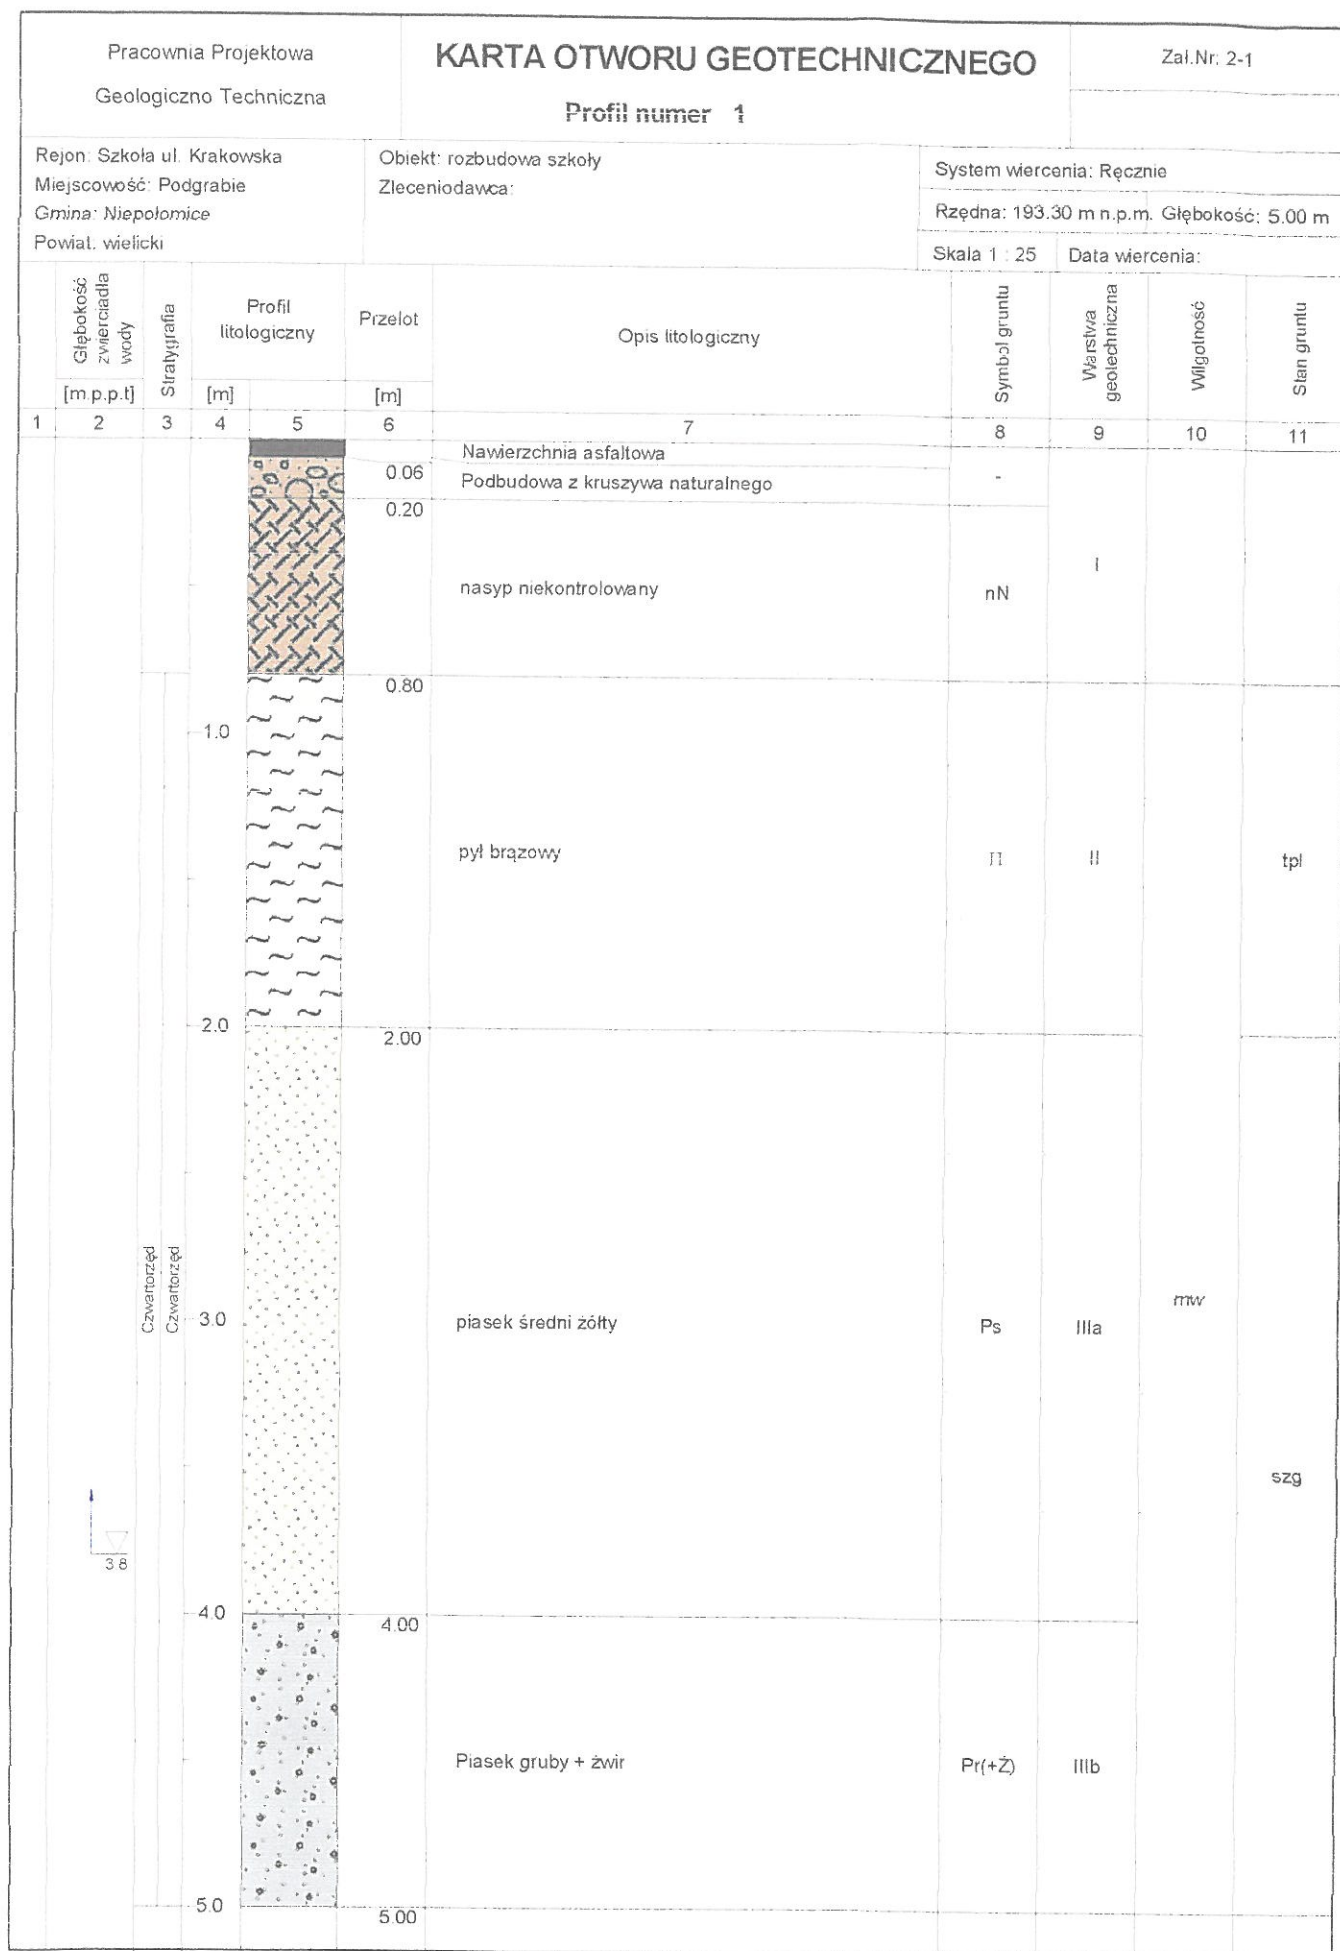 Pracownia Projektowa
Geologiczno Techniczna
KARTA OTWORU GEOTECHNICZNEGO
Profil numer 1
Zał.Nr: 2-1
Rejon: Szkoła ul. Krakowska
Miejscowość: Podgrabie
Gmina: Niepołomice
Powiat: wielicki
Obiekt: rozbudowa szkoły
Zleceniodawca:
System wiercenia: Ręcznie
Rzędna: 193.30 m n.p.m. Głębokość: 5.00 m
Skala 1 : 25 Data wiercenia:
Głębokość
zwierciadła
wody
[m.p.p.t]
Stratygrafia
Profil
litologiczny
[m]
Przelot
[m]
Opis litologiczny
Symbol gruntu
Warstwa
geotechniczna
Wilgotność
Stan gruntu
1 2 3 4 5 6 7 8 9 10 11
Nawierzchnia asfaltowa
0.06
Podbudowa z kruszywa naturalnego
-
0.20
nasyp niekontrolowany
nN
I
0.80
1.0
pył brązowy
Π
II
tpl
2.0
2.00
Czwartorzęd
Czwartorzęd
3.0
piasek średni żółty
Ps
IIIa
mw
szg
3.8
4.0
4.00
Piasek gruby + żwir
Pr(+Ż)
IIIb
5.0
5.00